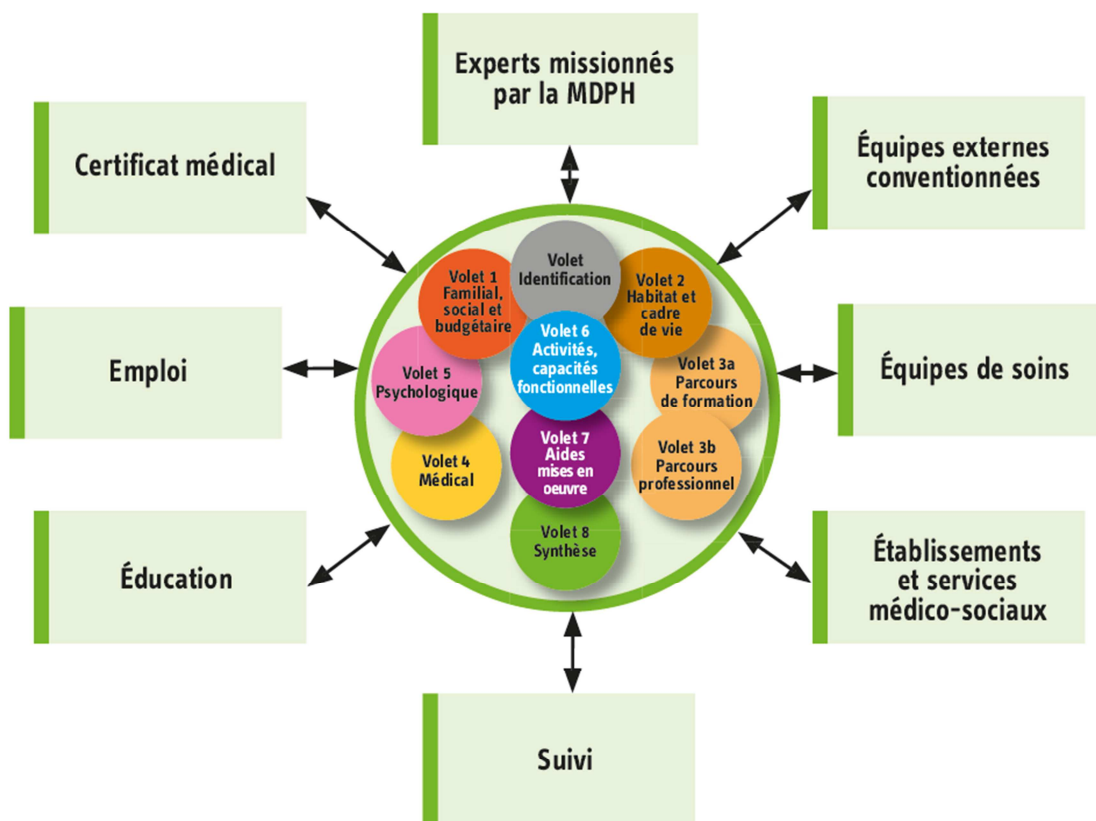 Experts missionnés
par la MDPH
Certificat médical
Équipes externes
conventionnées
Emploi
Équipes de soins
Éducation
Établissements
et services
médico-sociaux
Suivi
Volet
Identification
Volet 1
Familial,
social et
budgétaire
Volet 2
Habitat et
cadre
de vie
Volet 6
Activités,
capacités
fonctionnelles
Volet 5
Psychologique
Volet 3a
Parcours
de formation
Volet 4
Médical
Volet 7
Aides
mises en
oeuvre
Volet 3b
Parcours
professionnel
Volet 8
Synthèse